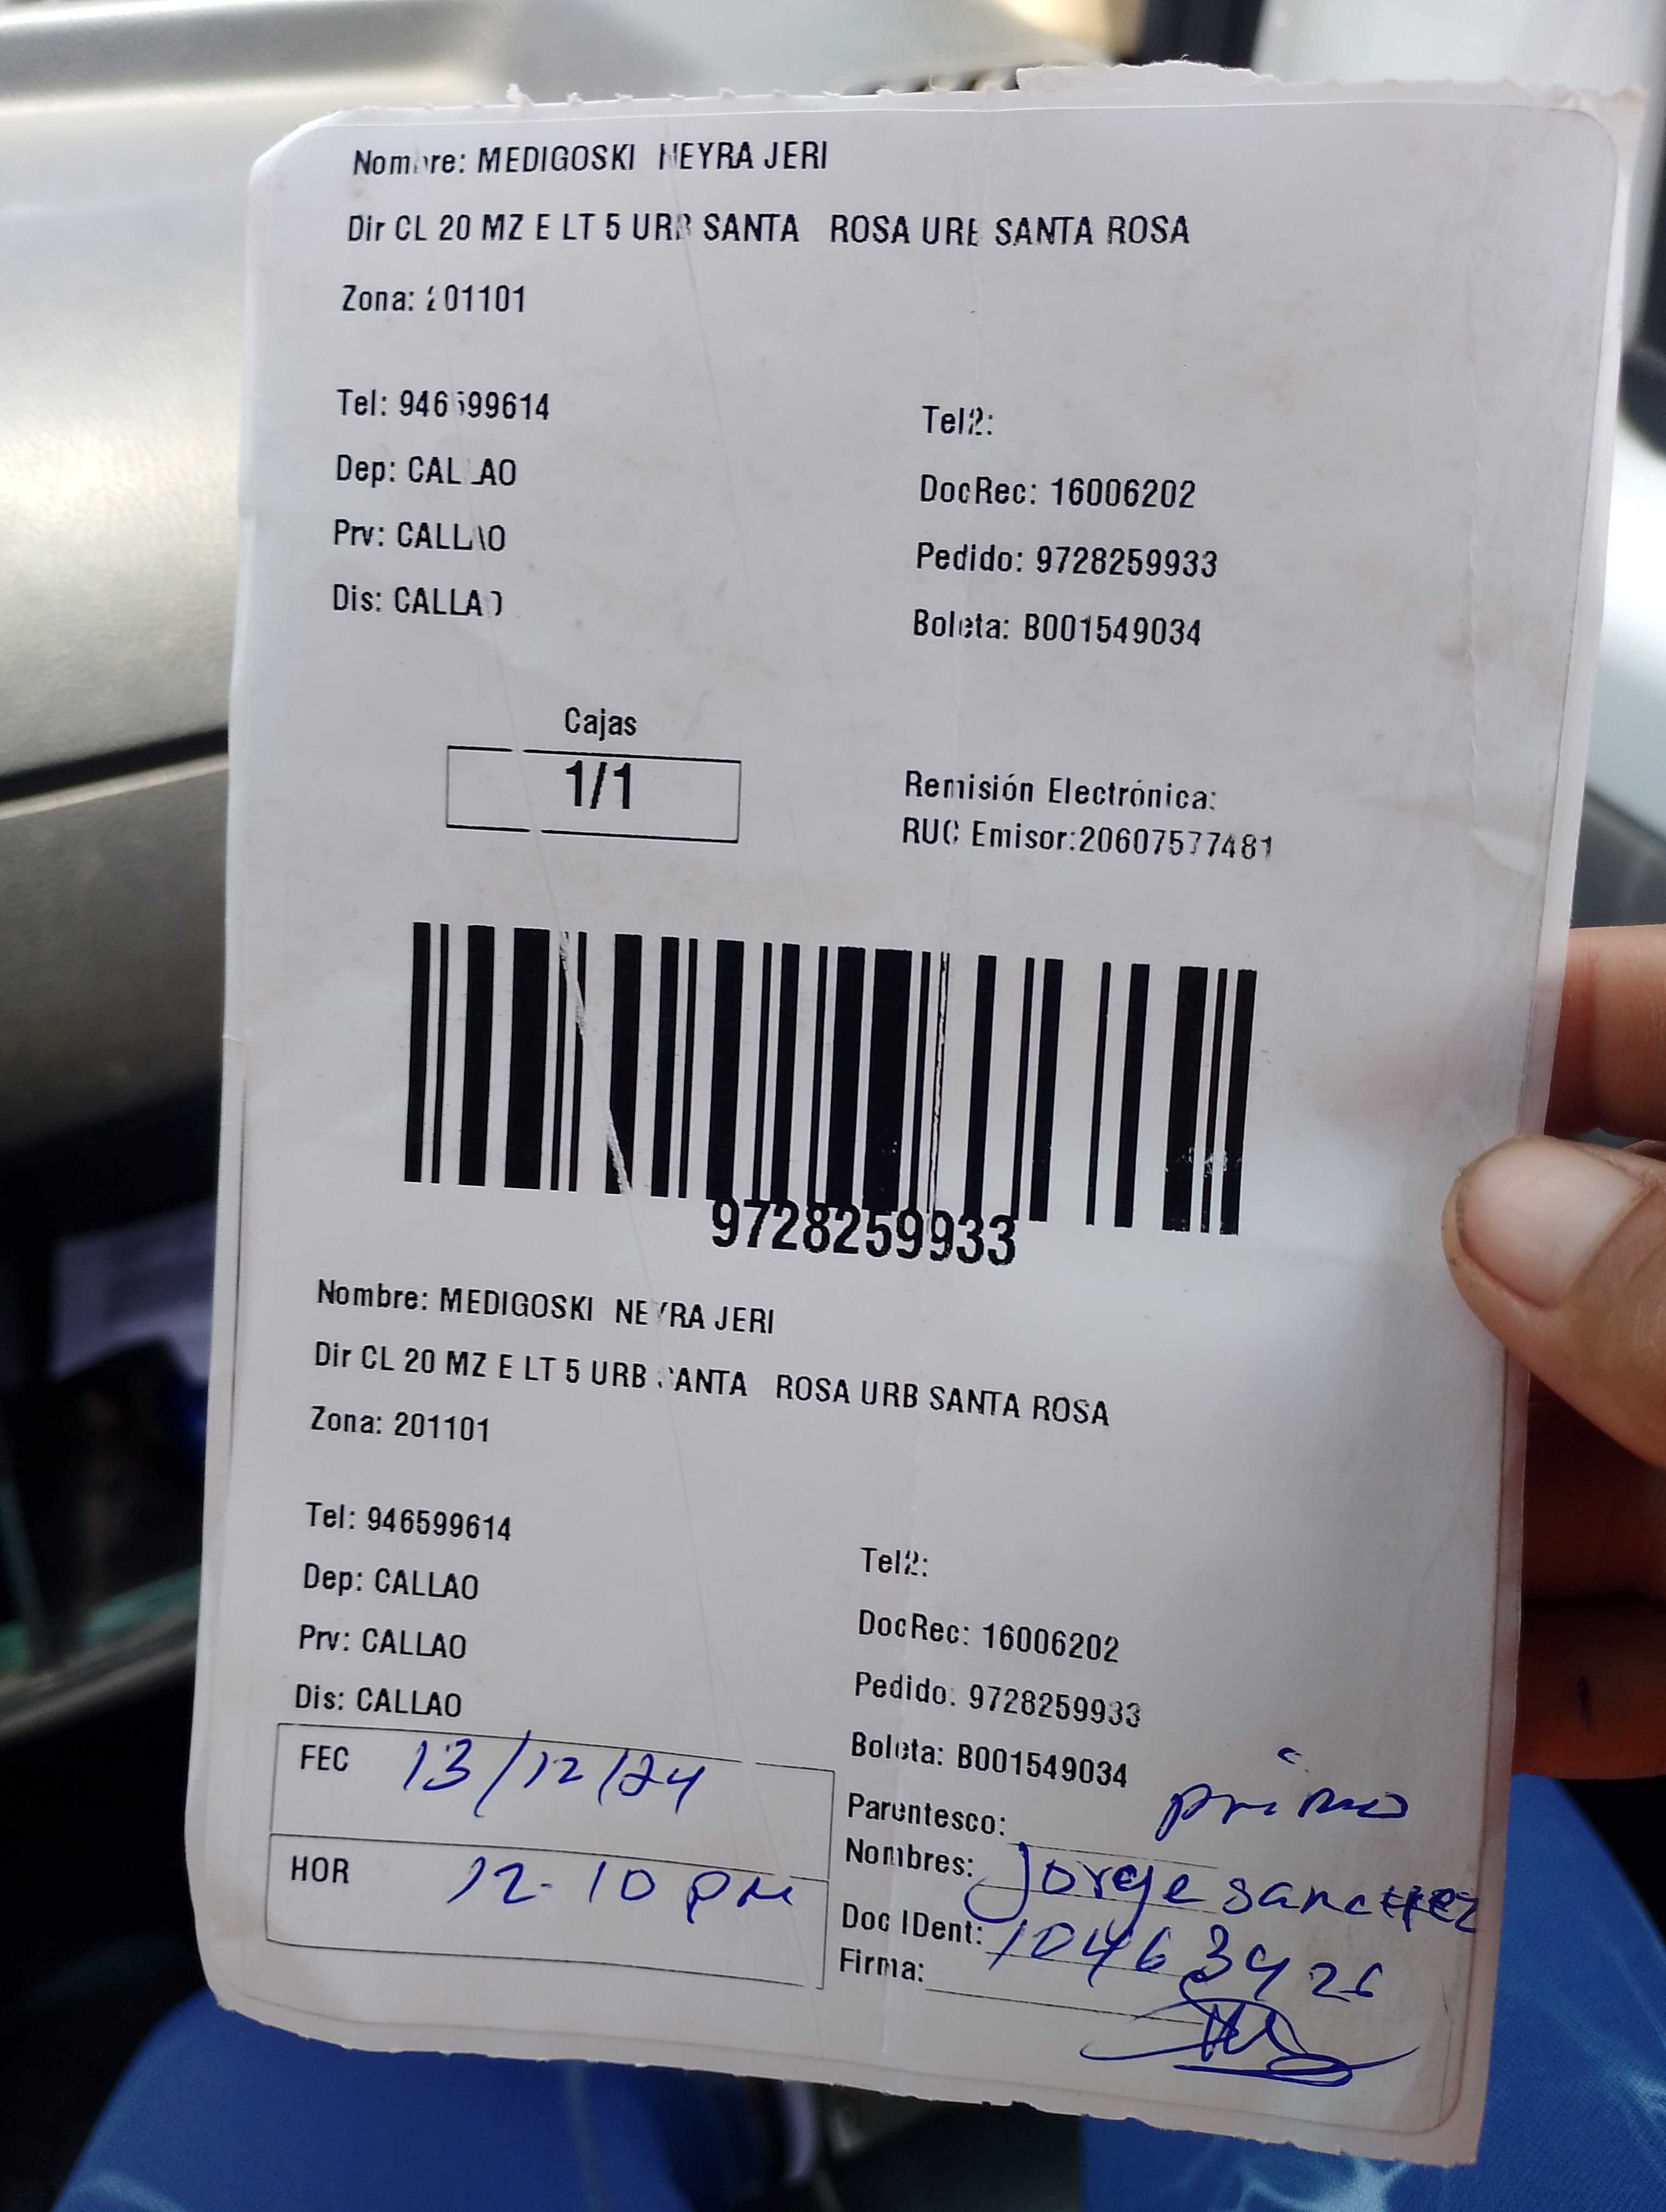 Nombre: MEDIGOSKI NEYRA JERI
Dir CL 20 MZ E LT 5 URB SANTA ROSA URB SANTA ROSA
Zona: 201101
Tel: 946599614
Tel2:
Dep: CALLAO
DocRec: 16006202
Prv: CALLAO
Pedido: 9728259933
Dis: CALLAO
Boleta: B001549034
Cajas
1/1
Remisión Electrónica:
RUC Emisor:20607577481
9728259933
Nombre: MEDIGOSKI NEYRA JERI
Dir CL 20 MZ E LT 5 URB SANTA ROSA URB SANTA ROSA
Zona: 201101
Tel: 946599614
Tel2:
Dep: CALLAO
DocRec: 16006202
Prv: CALLAO
Pedido: 9728259933
Dis: CALLAO
Boleta: B001549034
FEC 13/12/24
Parentesco: primo
Nombres: Jorge Sanchez
HOR 12-10 pm
Doc IDent:
Firma: